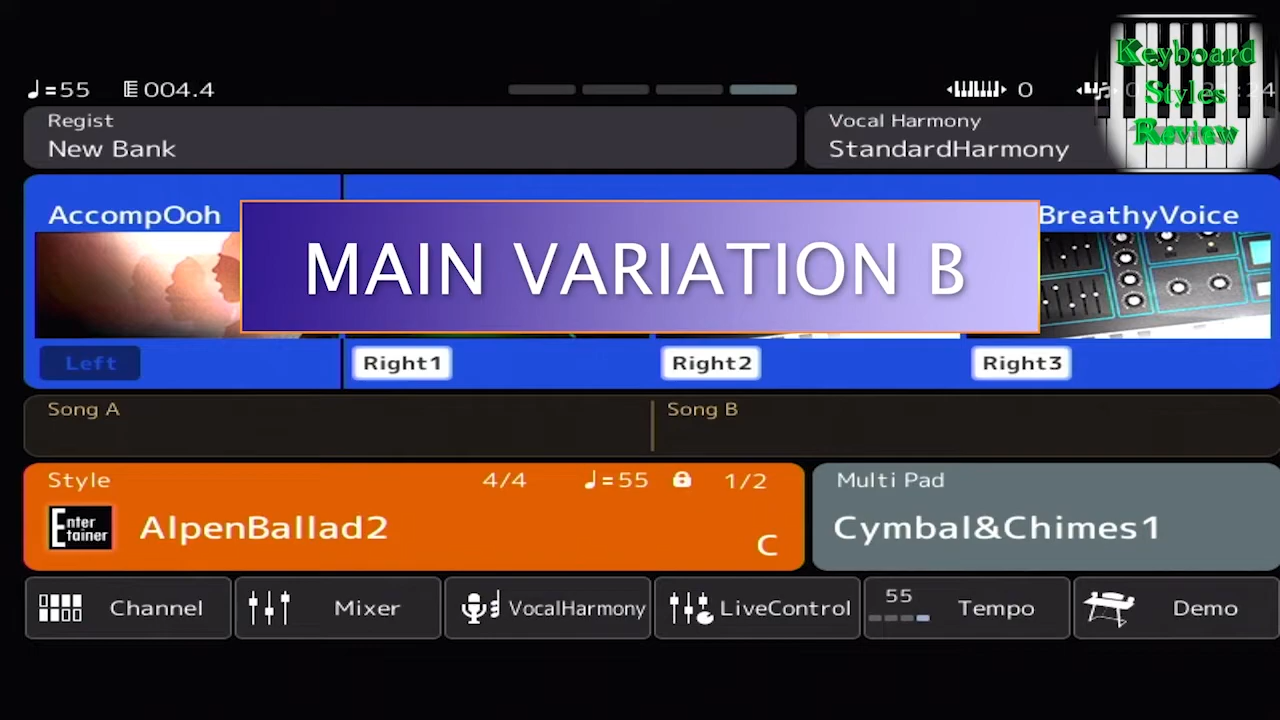 ♩=55 004.4 0
Keyboard
Styles
Review
Regist
New Bank
Vocal Harmony
StandardHarmony
AccompOoh
BreathyVoice
MAIN VARIATION B
Left
Right1
Right2
Right3
Song A
Song B
Style 4/4 ♩=55 1/2
Enter
tainer
AlpenBallad2
C
Multi Pad
Cymbal&Chimes1
Channel
Mixer
VocalHarmony
LiveControl
55
Tempo
Demo